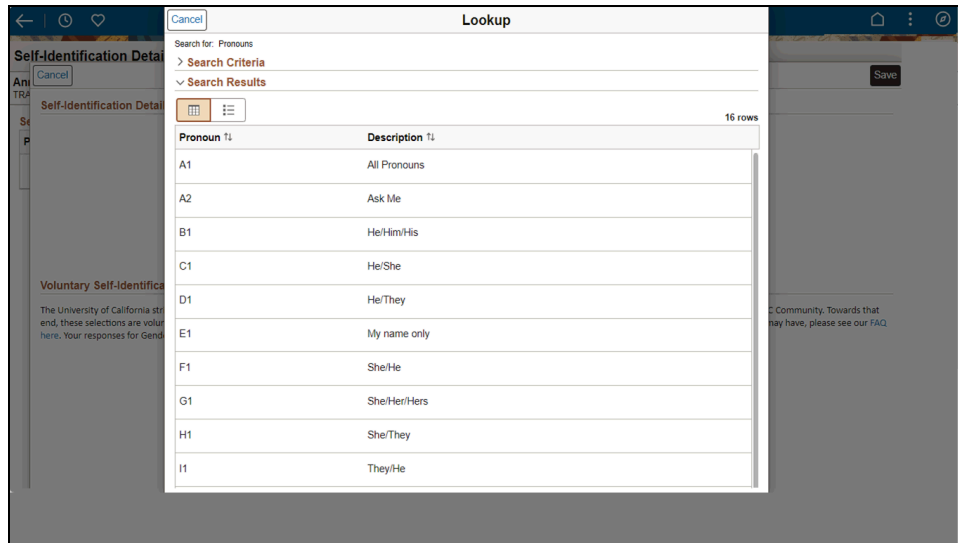 Cancel
Lookup
Search for: Pronouns
Search Criteria
Search Results
16 rows
Pronoun Description
A1 All Pronouns
A2 Ask Me
B1 He/Him/His
C1 He/She
D1 He/They
E1 My name only
F1 She/He
G1 She/Her/Hers
H1 She/They
I1 They/He
Self-Identification Detai
Cancel
Save
Self-Identification Detail
Voluntary Self-Identifica
The University of California str
C Community. Towards that
end, these selections are volun
may have, please see our FAQ
here. Your responses for Gend